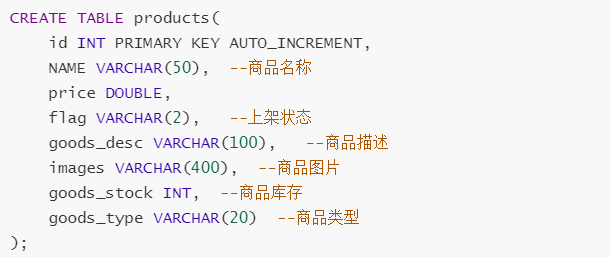 CREATE TABLE products(
    id INT PRIMARY KEY AUTO_INCREMENT,
    NAME VARCHAR(50),  --商品名称
    price DOUBLE,
    flag VARCHAR(2),   --上架状态
    goods_desc VARCHAR(100),   --商品描述
    images VARCHAR(400),  --商品图片
    goods_stock INT,  --商品库存
    goods_type VARCHAR(20)  --商品类型
);